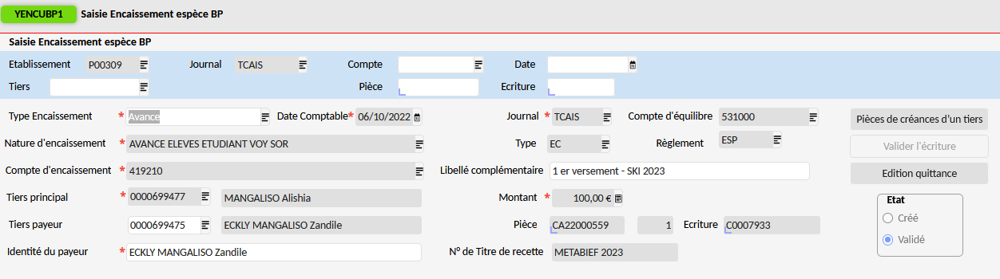 YENCUBP1 Saisie Encaissement espèce BP
Saisie Encaissement espèce BP
Etablissement P00309 Journal TCAIS Compte Date
Tiers Pièce Ecriture
Type Encaissement * Avance Date Comptable* 06/10/2022 Journal * TCAIS Compte d'équilibre 531000 Pièces de créances d'un tiers
Nature d'encaissement * AVANCE ELEVES ETUDIANT VOY SOR Type EC Règlement ESP Valider l'écriture
Compte d'encaissement * 419210 Libellé complémentaire 1 er versement - SKI 2023 Edition quittance
Tiers principal * 0000699477 MANGALISO Alishia Montant * 100,00 € Etat
Tiers payeur 0000699475 ECKLY MANGALISO Zandile Pièce CA22000559 1 Ecriture C0007933 Créé
Identité du payeur * ECKLY MANGALISO Zandile N° de Titre de recette METABIEF 2023 Validé